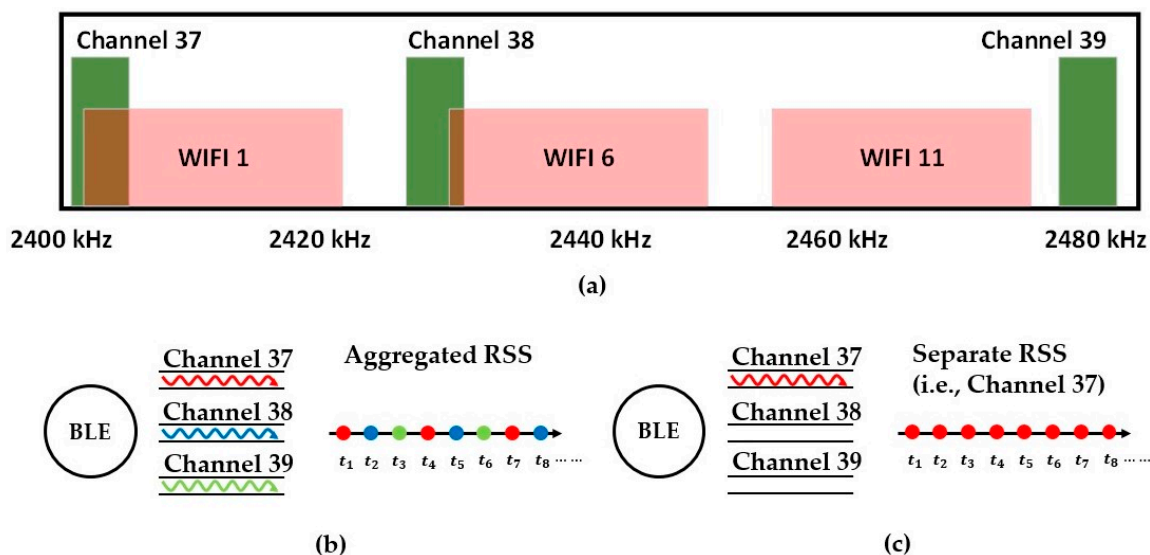 Channel 37 Channel 38 Channel 39
WIFI 1 WIFI 6 WIFI 11
2400 kHz 2420 kHz 2440 kHz 2460 kHz 2480 kHz
(a)
BLE
Channel 37
Channel 38
Channel 39
Aggregated RSS
t₁ t₂ t₃ t₄ t₅ t₆ t₇ t₈ ... ...
(b)
BLE
Channel 37
Channel 38
Channel 39
Separate RSS
(i.e., Channel 37)
t₁ t₂ t₃ t₄ t₅ t₆ t₇ t₈ ... ...
(c)